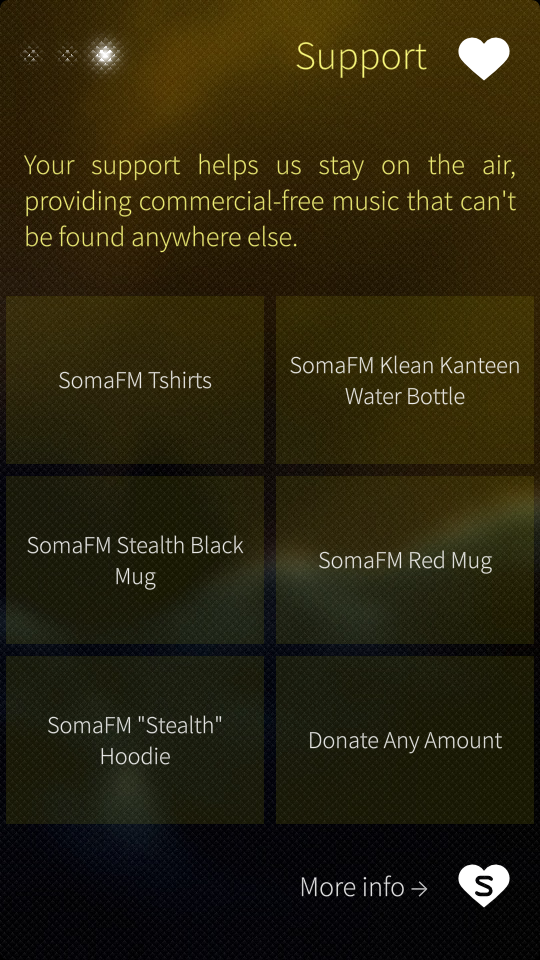 Support
Your support helps us stay on the air,
providing commercial-free music that can't
be found anywhere else.
SomaFM Tshirts
SomaFM Klean Kanteen
Water Bottle
SomaFM Stealth Black
Mug
SomaFM Red Mug
SomaFM "Stealth"
Hoodie
Donate Any Amount
More info →
S